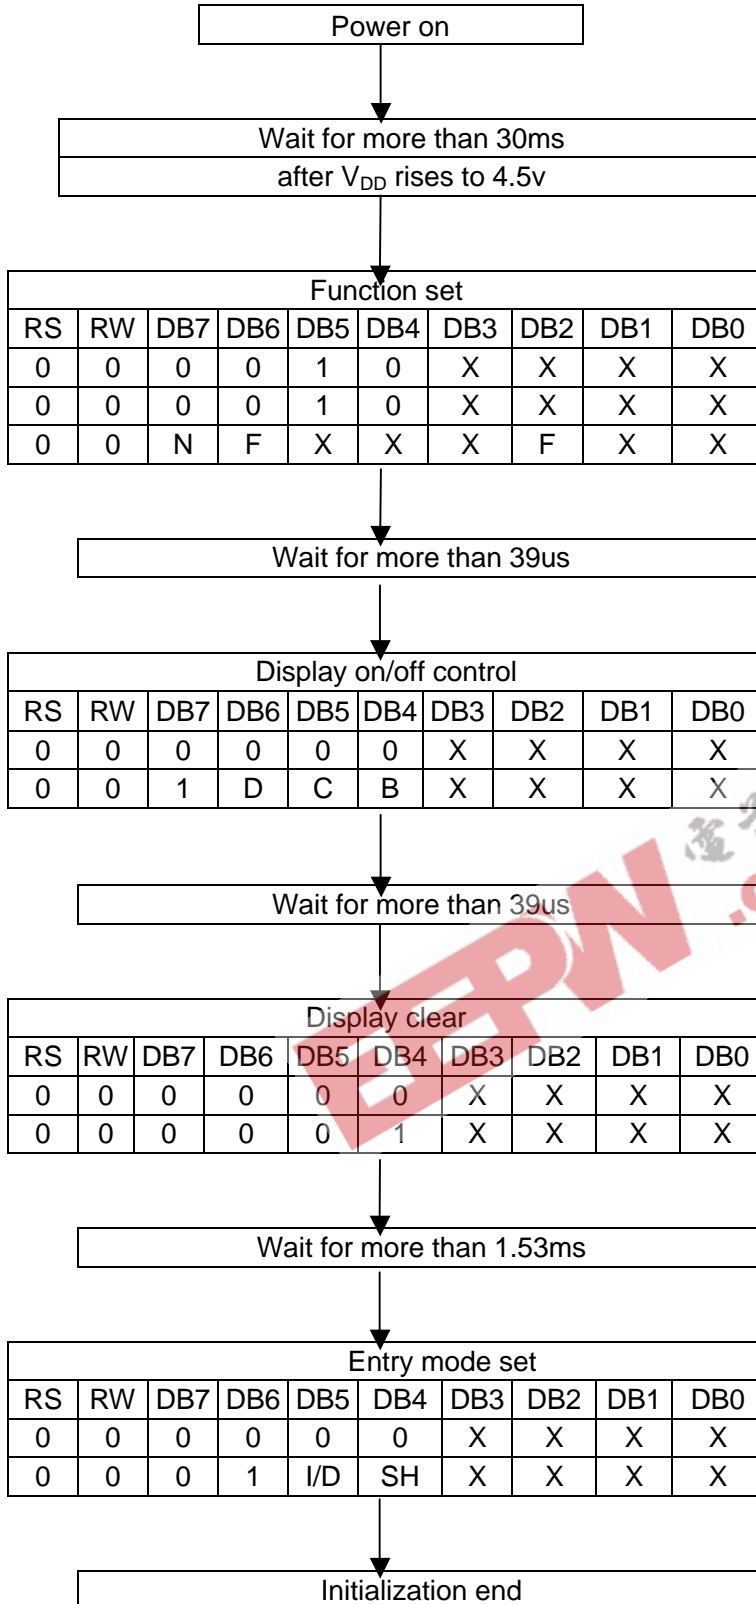 Power on
Wait for more than 30ms
after VDD rises to 4.5v
Function set
RS RW DB7 DB6 DB5 DB4 DB3 DB2 DB1 DB0
0 0 0 0 1 0 X X X X
0 0 0 0 1 0 X X X X
0 0 N F X X X F X X
Wait for more than 39us
Display on/off control
RS RW DB7 DB6 DB5 DB4 DB3 DB2 DB1 DB0
0 0 0 0 0 0 X X X X
0 0 1 D C B X X X X
Wait for more than 39us
EEPW
Display clear
RS RW DB7 DB6 DB5 DB4 DB3 DB2 DB1 DB0
0 0 0 0 0 0 X X X X
0 0 0 0 0 1 X X X X
Wait for more than 1.53ms
Entry mode set
RS RW DB7 DB6 DB5 DB4 DB3 DB2 DB1 DB0
0 0 0 0 0 0 X X X X
0 0 0 1 I/D SH X X X X
Initialization end